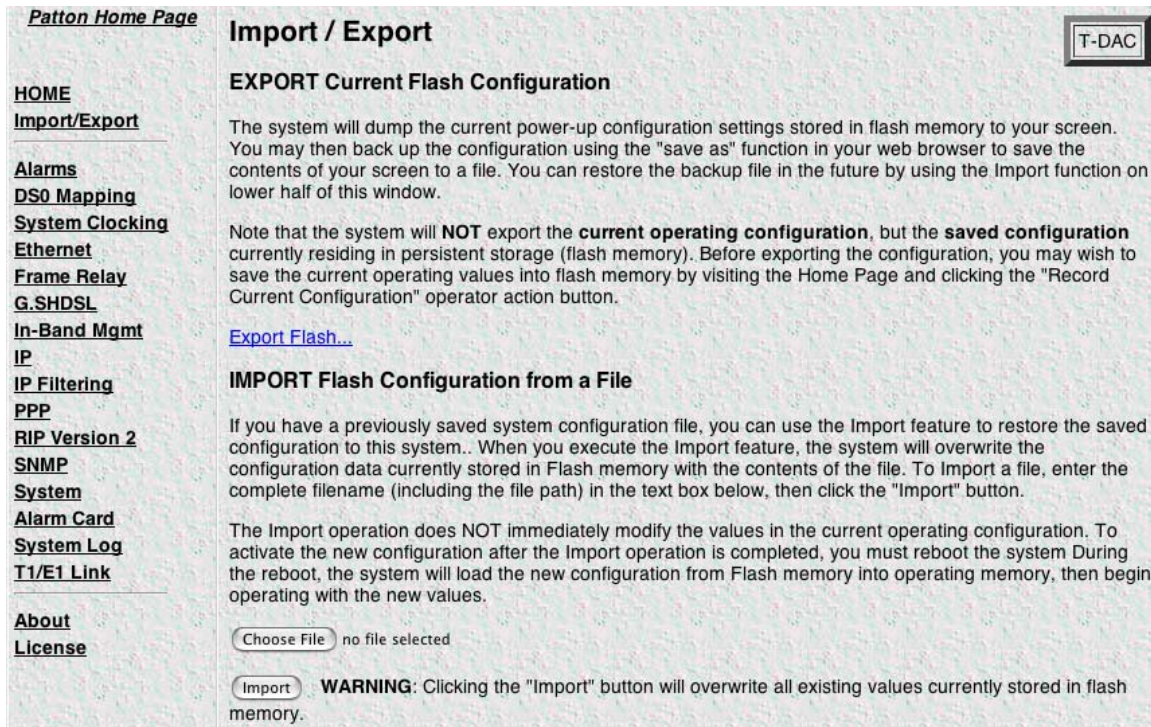 Patton Home Page
HOME
Import/Export
Alarms
DS0 Mapping
System Clocking
Ethernet
Frame Relay
G.SHDSL
In-Band Mgmt
IP
IP Filtering
PPP
RIP Version 2
SNMP
System
Alarm Card
System Log
T1/E1 Link
About
License
Import / Export
T-DAC
EXPORT Current Flash Configuration
The system will dump the current power-up configuration settings stored in flash memory to your screen.
You may then back up the configuration using the "save as" function in your web browser to save the
contents of your screen to a file. You can restore the backup file in the future by using the Import function on
lower half of this window.
Note that the system will NOT export the current operating configuration, but the saved configuration
currently residing in persistent storage (flash memory). Before exporting the configuration, you may wish to
save the current operating values into flash memory by visiting the Home Page and clicking the "Record
Current Configuration" operator action button.
Export Flash...
IMPORT Flash Configuration from a File
If you have a previously saved system configuration file, you can use the Import feature to restore the saved
configuration to this system.. When you execute the Import feature, the system will overwrite the
configuration data currently stored in Flash memory with the contents of the file. To Import a file, enter the
complete filename (including the file path) in the text box below, then click the "Import" button.
The Import operation does NOT immediately modify the values in the current operating configuration. To
activate the new configuration after the Import operation is completed, you must reboot the system During
the reboot, the system will load the new configuration from Flash memory into operating memory, then begin
operating with the new values.
Choose File no file selected
Import WARNING: Clicking the "Import" button will overwrite all existing values currently stored in flash
memory.